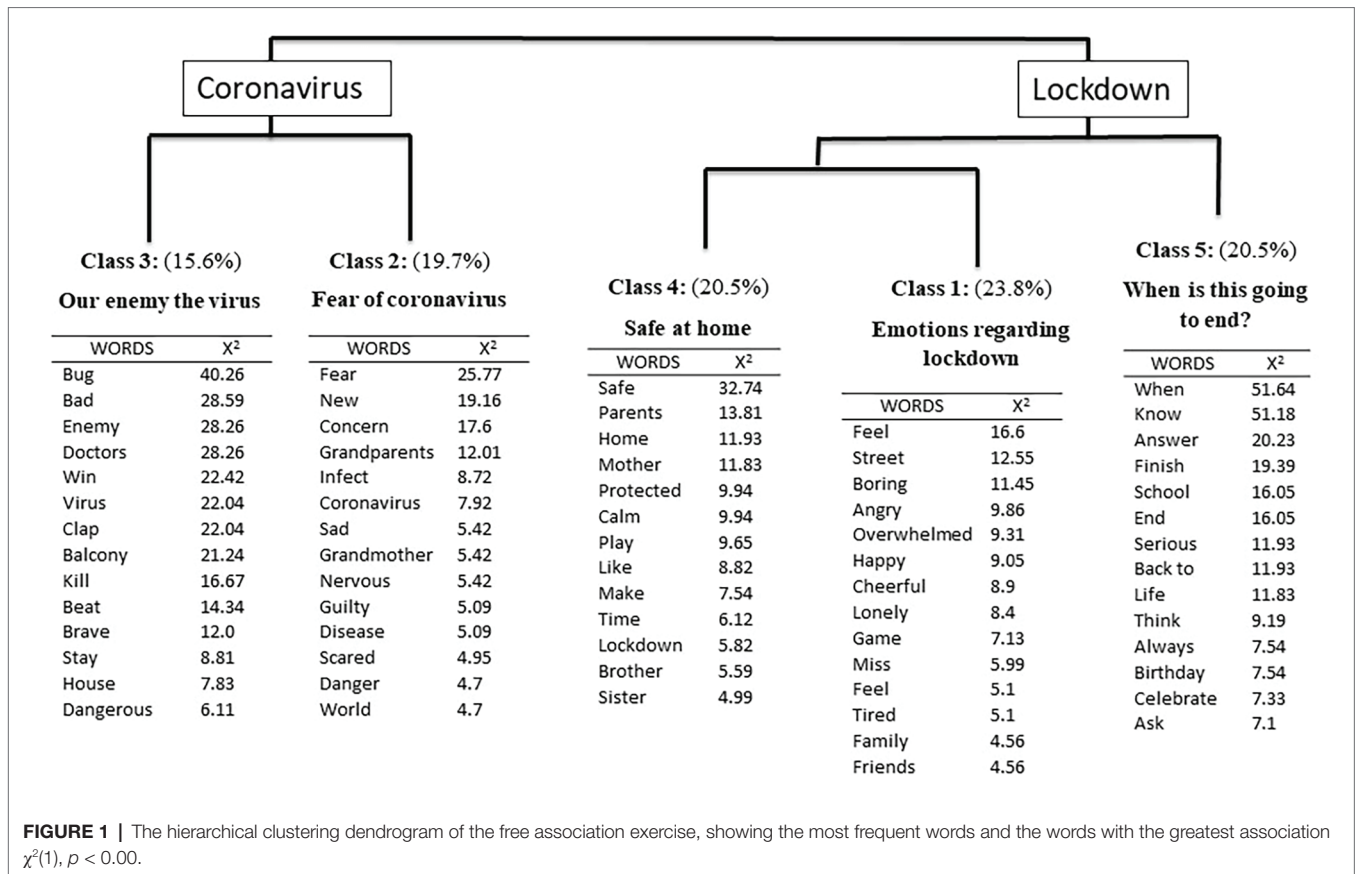 Coronavirus
Lockdown
Class 3: (15.6%)
Our enemy the virus
WORDS X²
Bug 40.26
Bad 28.59
Enemy 28.26
Doctors 28.26
Win 22.42
Virus 22.04
Clap 22.04
Balcony 21.24
Kill 16.67
Beat 14.34
Brave 12.0
Stay 8.81
House 7.83
Dangerous 6.11
Class 2: (19.7%)
Fear of coronavirus
WORDS X²
Fear 25.77
New 19.16
Concern 17.6
Grandparents 12.01
Infect 8.72
Coronavirus 7.92
Sad 5.42
Grandmother 5.42
Nervous 5.42
Guilty 5.09
Disease 5.09
Scared 4.95
Danger 4.7
World 4.7
Class 4: (20.5%)
Safe at home
WORDS X²
Safe 32.74
Parents 13.81
Home 11.93
Mother 11.83
Protected 9.94
Calm 9.94
Play 9.65
Like 8.82
Make 7.54
Time 6.12
Lockdown 5.82
Brother 5.59
Sister 4.99
Class 1: (23.8%)
Emotions regarding
lockdown
WORDS X²
Feel 16.6
Street 12.55
Boring 11.45
Angry 9.86
Overwhelmed 9.31
Happy 9.05
Cheerful 8.9
Lonely 8.4
Game 7.13
Miss 5.99
Feel 5.1
Tired 5.1
Family 4.56
Friends 4.56
Class 5: (20.5%)
When is this going
to end?
WORDS X²
When 51.64
Know 51.18
Answer 20.23
Finish 19.39
School 16.05
End 16.05
Serious 11.93
Back to 11.93
Life 11.83
Think 9.19
Always 7.54
Birthday 7.54
Celebrate 7.33
Ask 7.1
FIGURE 1 | The hierarchical clustering dendrogram of the free association exercise, showing the most frequent words and the words with the greatest association
χ²(1), p < 0.00.